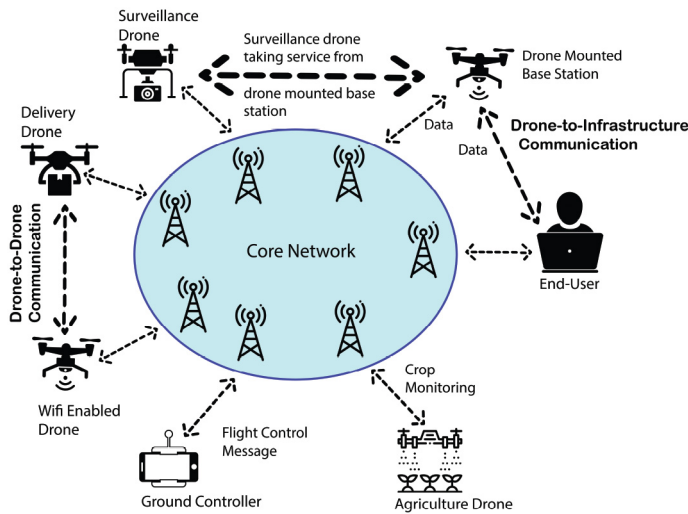 Surveillance
Drone
Surveillance drone
taking service from
drone mounted base
station
Drone Mounted
Base Station
Delivery
Drone
Data
Data
Drone-to-Infrastructure
Communication
Drone-to-Drone
Communication
Core Network
End-User
Wifi Enabled
Drone
Crop
Monitoring
Flight Control
Message
Ground Controller
Agriculture Drone